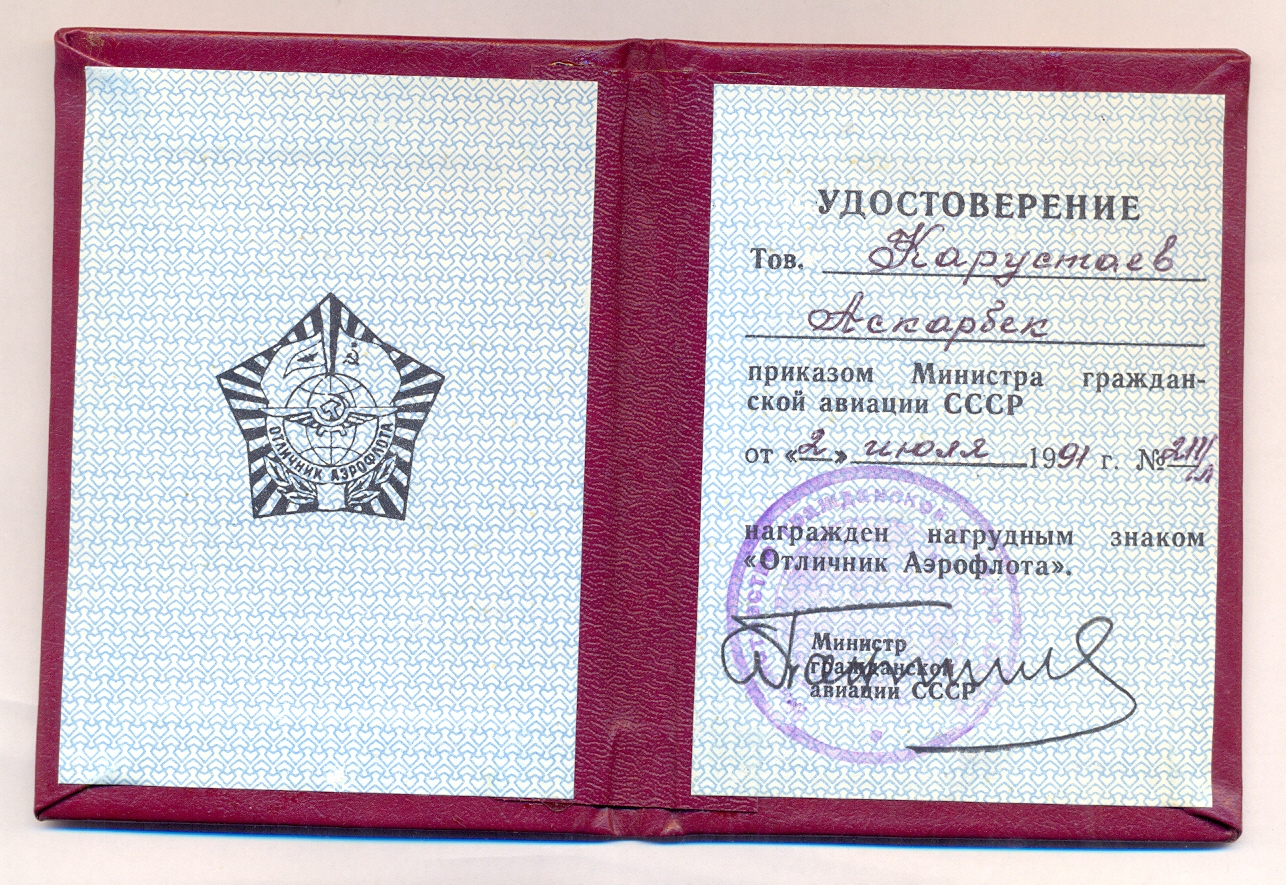 ОТЛИЧНИК АЭРОФЛОТА
УДОСТОВЕРЕНИЕ
Тов. Карустаев
Аскарбек
приказом Министра граждан-
ской авиации СССР
от «2» июля 1991 г. №
награжден нагрудным знаком
«Отличник Аэрофлота».
Министр
гражданской
авиации СССР
гражданской